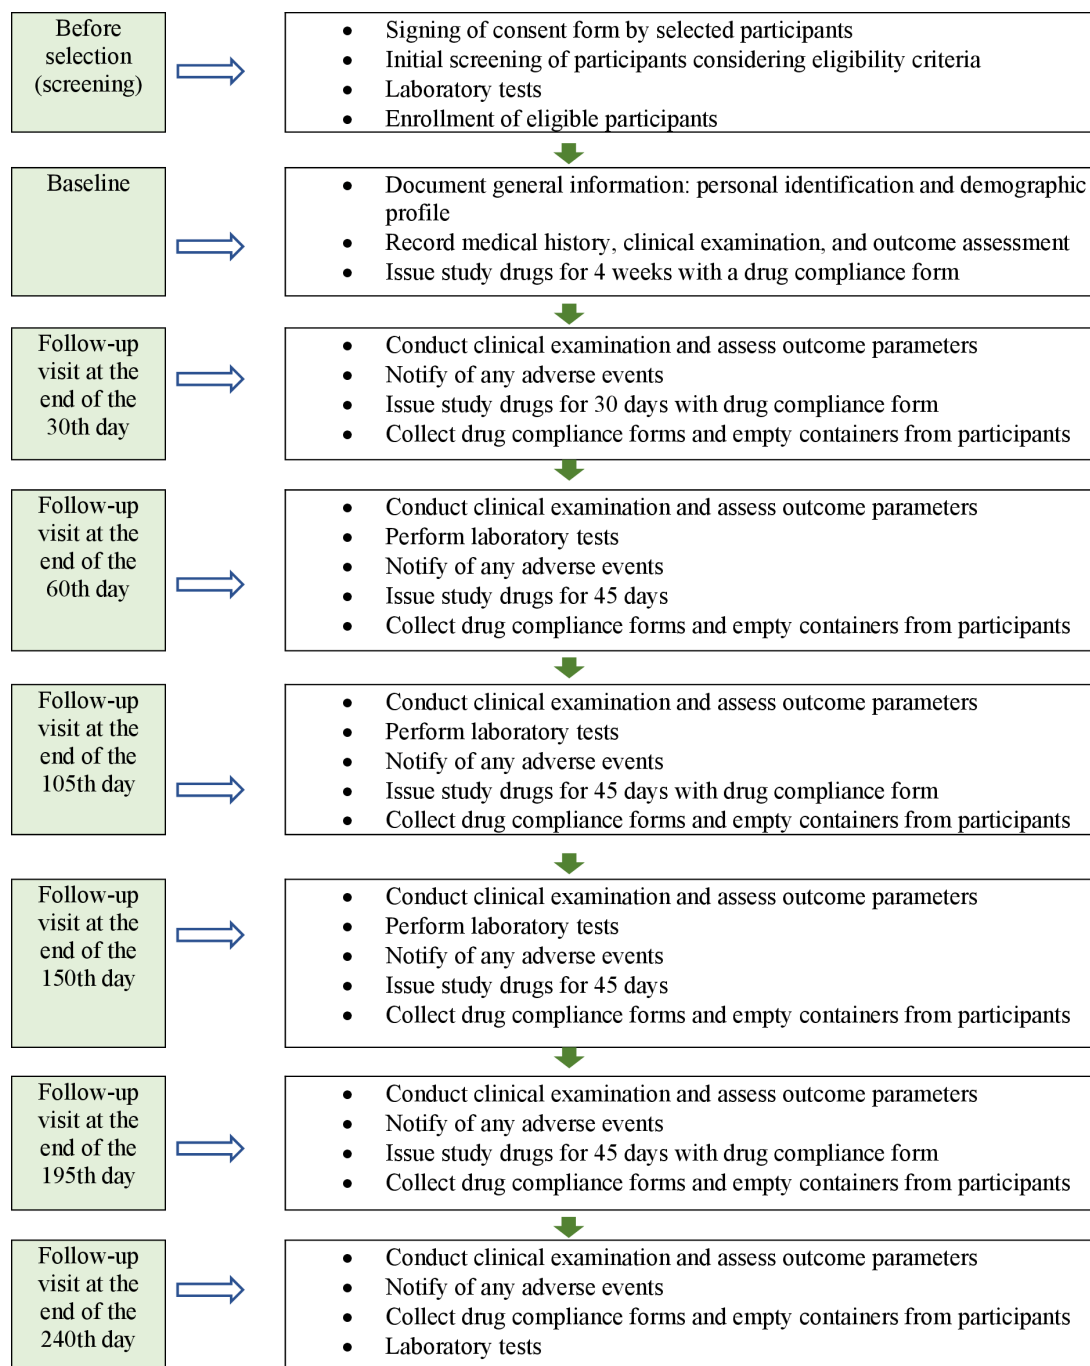 Before
selection
(screening)
• Signing of consent form by selected participants
• Initial screening of participants considering eligibility criteria
• Laboratory tests
• Enrollment of eligible participants
Baseline
• Document general information: personal identification and demographic
profile
• Record medical history, clinical examination, and outcome assessment
• Issue study drugs for 4 weeks with a drug compliance form
Follow-up
visit at the
end of the
30th day
• Conduct clinical examination and assess outcome parameters
• Notify of any adverse events
• Issue study drugs for 30 days with drug compliance form
• Collect drug compliance forms and empty containers from participants
Follow-up
visit at the
end of the
60th day
• Conduct clinical examination and assess outcome parameters
• Perform laboratory tests
• Notify of any adverse events
• Issue study drugs for 45 days
• Collect drug compliance forms and empty containers from participants
Follow-up
visit at the
end of the
105th day
• Conduct clinical examination and assess outcome parameters
• Perform laboratory tests
• Notify of any adverse events
• Issue study drugs for 45 days with drug compliance form
• Collect drug compliance forms and empty containers from participants
Follow-up
visit at the
end of the
150th day
• Conduct clinical examination and assess outcome parameters
• Perform laboratory tests
• Notify of any adverse events
• Issue study drugs for 45 days
• Collect drug compliance forms and empty containers from participants
Follow-up
visit at the
end of the
195th day
• Conduct clinical examination and assess outcome parameters
• Notify of any adverse events
• Issue study drugs for 45 days with drug compliance form
• Collect drug compliance forms and empty containers from participants
Follow-up
visit at the
end of the
240th day
• Conduct clinical examination and assess outcome parameters
• Notify of any adverse events
• Collect drug compliance forms and empty containers from participants
• Laboratory tests